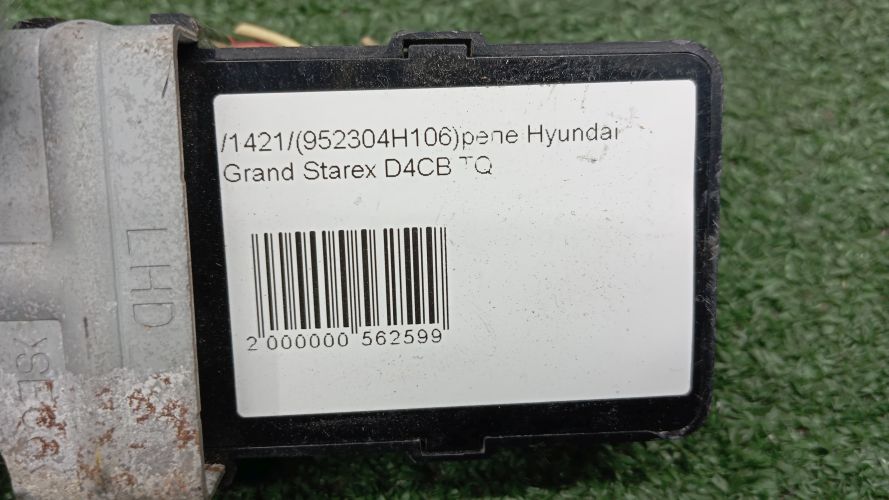 /1421/(952304H106)реле Hyundai
Grand Starex D4CB TQ
2 000000 562599
LHD